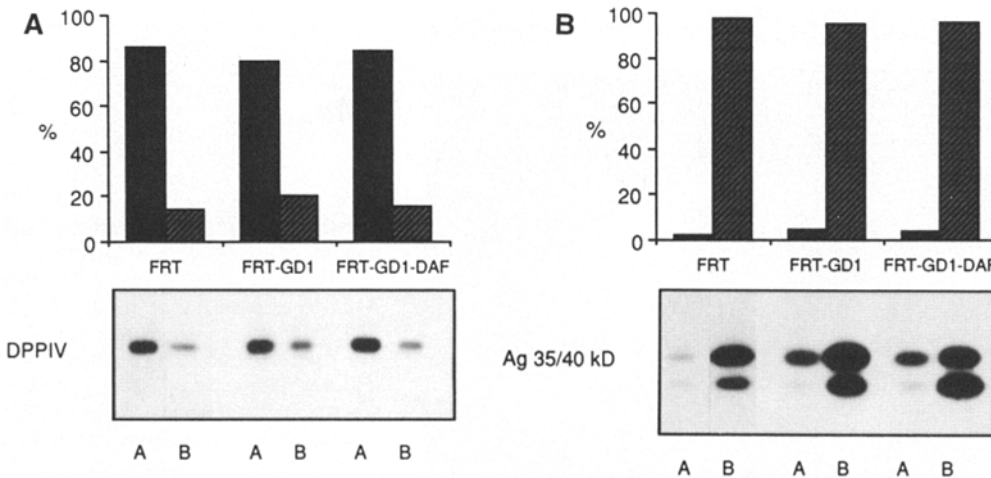 A
100
80
60
%
40
20
0
FRT FRT-GD1 FRT-GD1-DAF
DPPIV
A B A B A B
B
100
80
60
%
40
20
0
FRT FRT-GD1 FRT-GD1-DAF
Ag 35/40 kD
A B A B A B